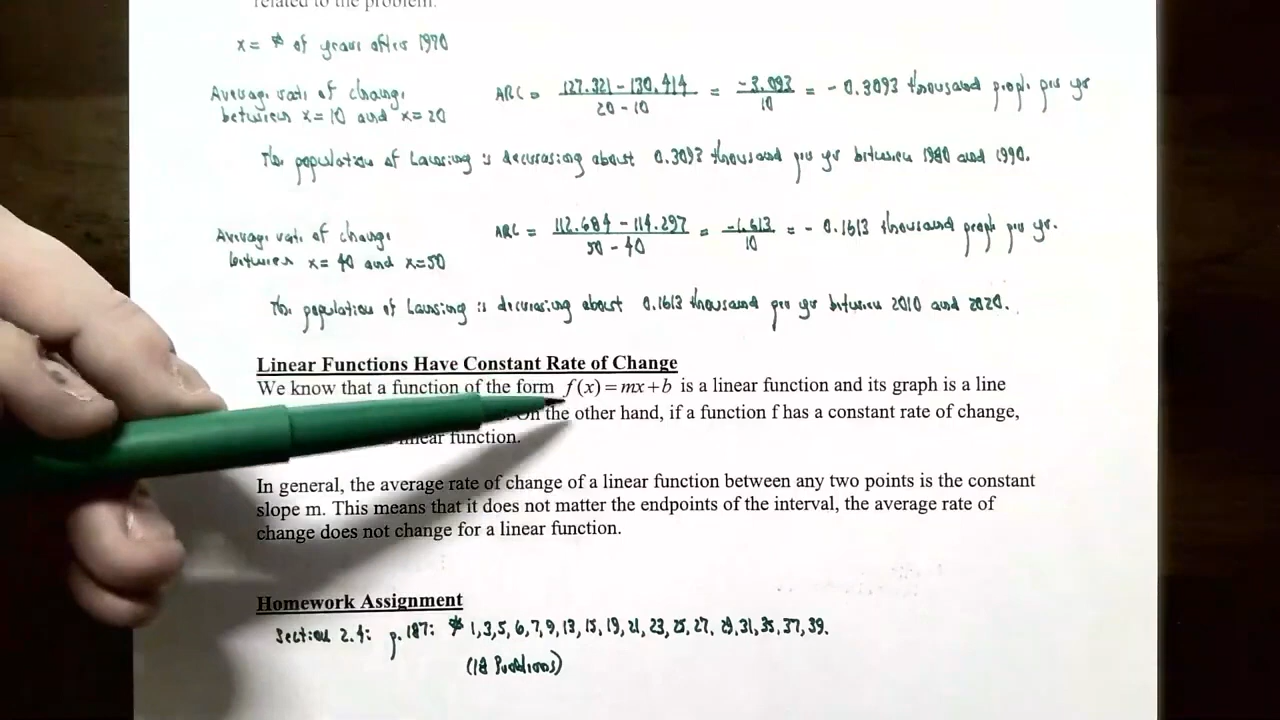 related to the problem.
x = # of years after 1970
Average rate of change
between x=10 and x=20
ARC = 127.321 - 130.414 / 20 - 10 = -3.093 / 10 = -0.3093 thousand people per yr
The population of Lansing is decreasing about 0.3093 thousand per yr between 1980 and 1990.
Average rate of change
between x=40 and x=50
ARC = 112.684 - 114.297 / 50 - 40 = -1.613 / 10 = -0.1613 thousand people per yr.
The population of Lansing is decreasing about 0.1613 thousand per yr between 2010 and 2020.
Linear Functions Have Constant Rate of Change
We know that a function of the form f(x)=mx+b is a linear function and its graph is a line
On the other hand, if a function f has a constant rate of change,
linear function.
In general, the average rate of change of a linear function between any two points is the constant
slope m. This means that it does not matter the endpoints of the interval, the average rate of
change does not change for a linear function.
Homework Assignment
Section 2.4: p.187: # 1,3,5,6,7,9,13,15,19,21,23,25,27,29,31,35,37,39.
(18 Problems)